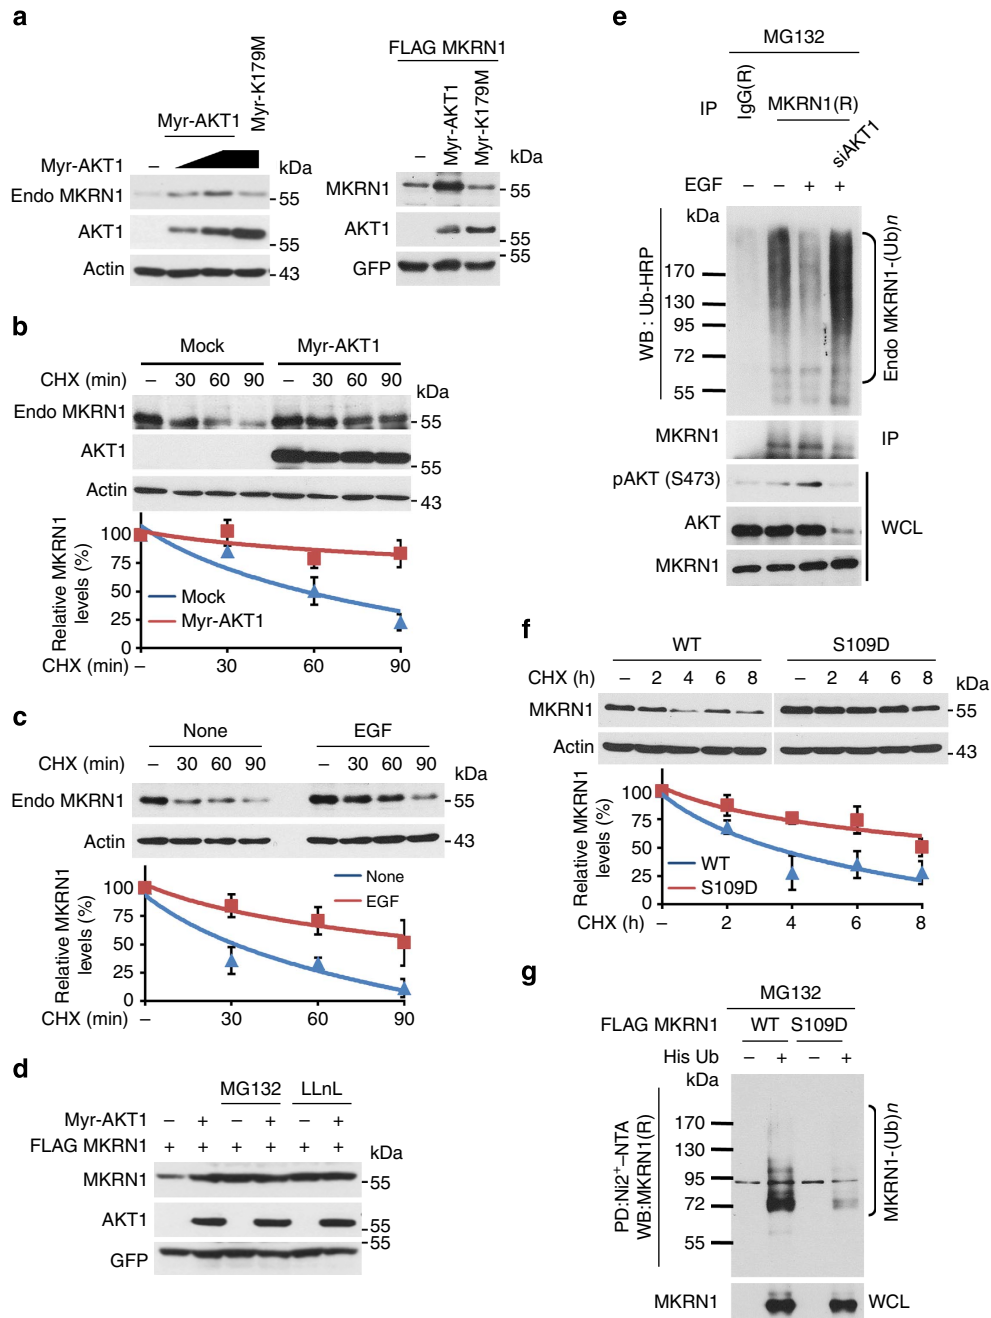 a
Myr-AKT1
Myr-K179M
Myr-AKT1 – kDa
Endo MKRN1 55
AKT1 55
Actin 43
FLAG MKRN1
– Myr-AKT1 Myr-K179M kDa
MKRN1 55
AKT1 55
GFP 55
b
Mock Myr-AKT1
CHX (min) – 30 60 90 – 30 60 90 kDa
Endo MKRN1 55
AKT1 55
Actin 43
Relative MKRN1 levels (%)
100
75
50
25
0
Mock
Myr-AKT1
CHX (min) – 30 60 90
c
None EGF
CHX (min) – 30 60 90 – 30 60 90 kDa
Endo MKRN1 55
Actin 43
Relative MKRN1 levels (%)
100
75
50
25
0
None
EGF
CHX (min) – 30 60 90
d
MG132 LLnL
Myr-AKT1 – + – + – +
FLAG MKRN1 + + + + + + kDa
MKRN1 55
AKT1 55
GFP 55
e
MG132
IP IgG(R) MKRN1(R)
siAKT1
EGF – – + +
kDa
WB : Ub-HRP
170
130
95
72
55
Endo MKRN1-(Ub)n
MKRN1 IP
pAKT (S473)
AKT WCL
MKRN1
f
WT S109D
CHX (h) – 2 4 6 8 – 2 4 6 8 kDa
MKRN1 55
Actin 43
Relative MKRN1 levels (%)
100
75
50
25
0
WT
S109D
CHX (h) – 2 4 6 8
g
MG132
FLAG MKRN1 WT S109D
His Ub – + – +
kDa
PD:Ni2+–NTA
WB:MKRN1(R)
170
130
95
72
55
MKRN1-(Ub)n
MKRN1 WCL